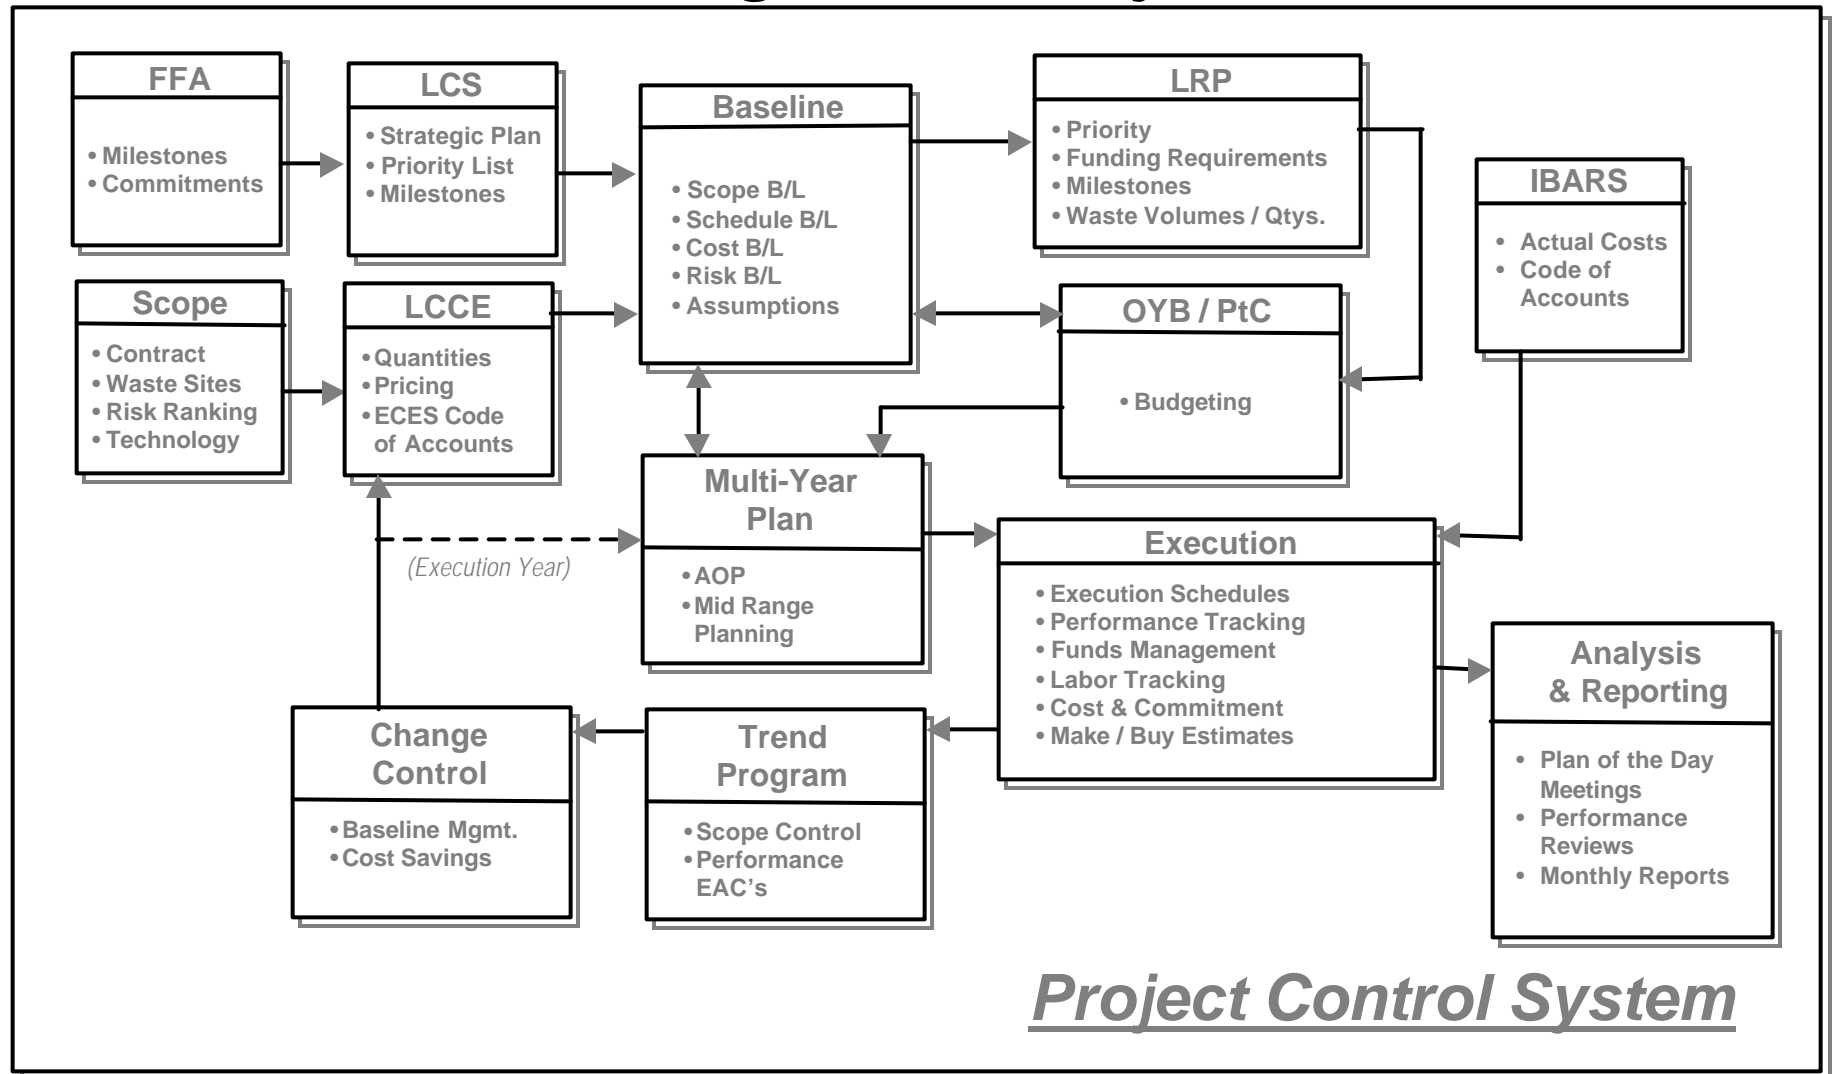 FFA
• Milestones
• Commitments
LCS
• Strategic Plan
• Priority List
• Milestones
Baseline
• Scope B/L
• Schedule B/L
• Cost B/L
• Risk B/L
• Assumptions
LRP
• Priority
• Funding Requirements
• Milestones
• Waste Volumes / Qtys.
IBARS
• Actual Costs
• Code of
Accounts
Scope
• Contract
• Waste Sites
• Risk Ranking
• Technology
LCCE
• Quantities
• Pricing
• ECES Code
of Accounts
OYB / PtC
• Budgeting
Multi-Year
Plan
• AOP
• Mid Range
Planning
(Execution Year)
Execution
• Execution Schedules
• Performance Tracking
• Funds Management
• Labor Tracking
• Cost & Commitment
• Make / Buy Estimates
Analysis
& Reporting
• Plan of the Day
Meetings
• Performance
Reviews
• Monthly Reports
Change
Control
• Baseline Mgmt.
• Cost Savings
Trend
Program
• Scope Control
• Performance
EAC's
Project Control System